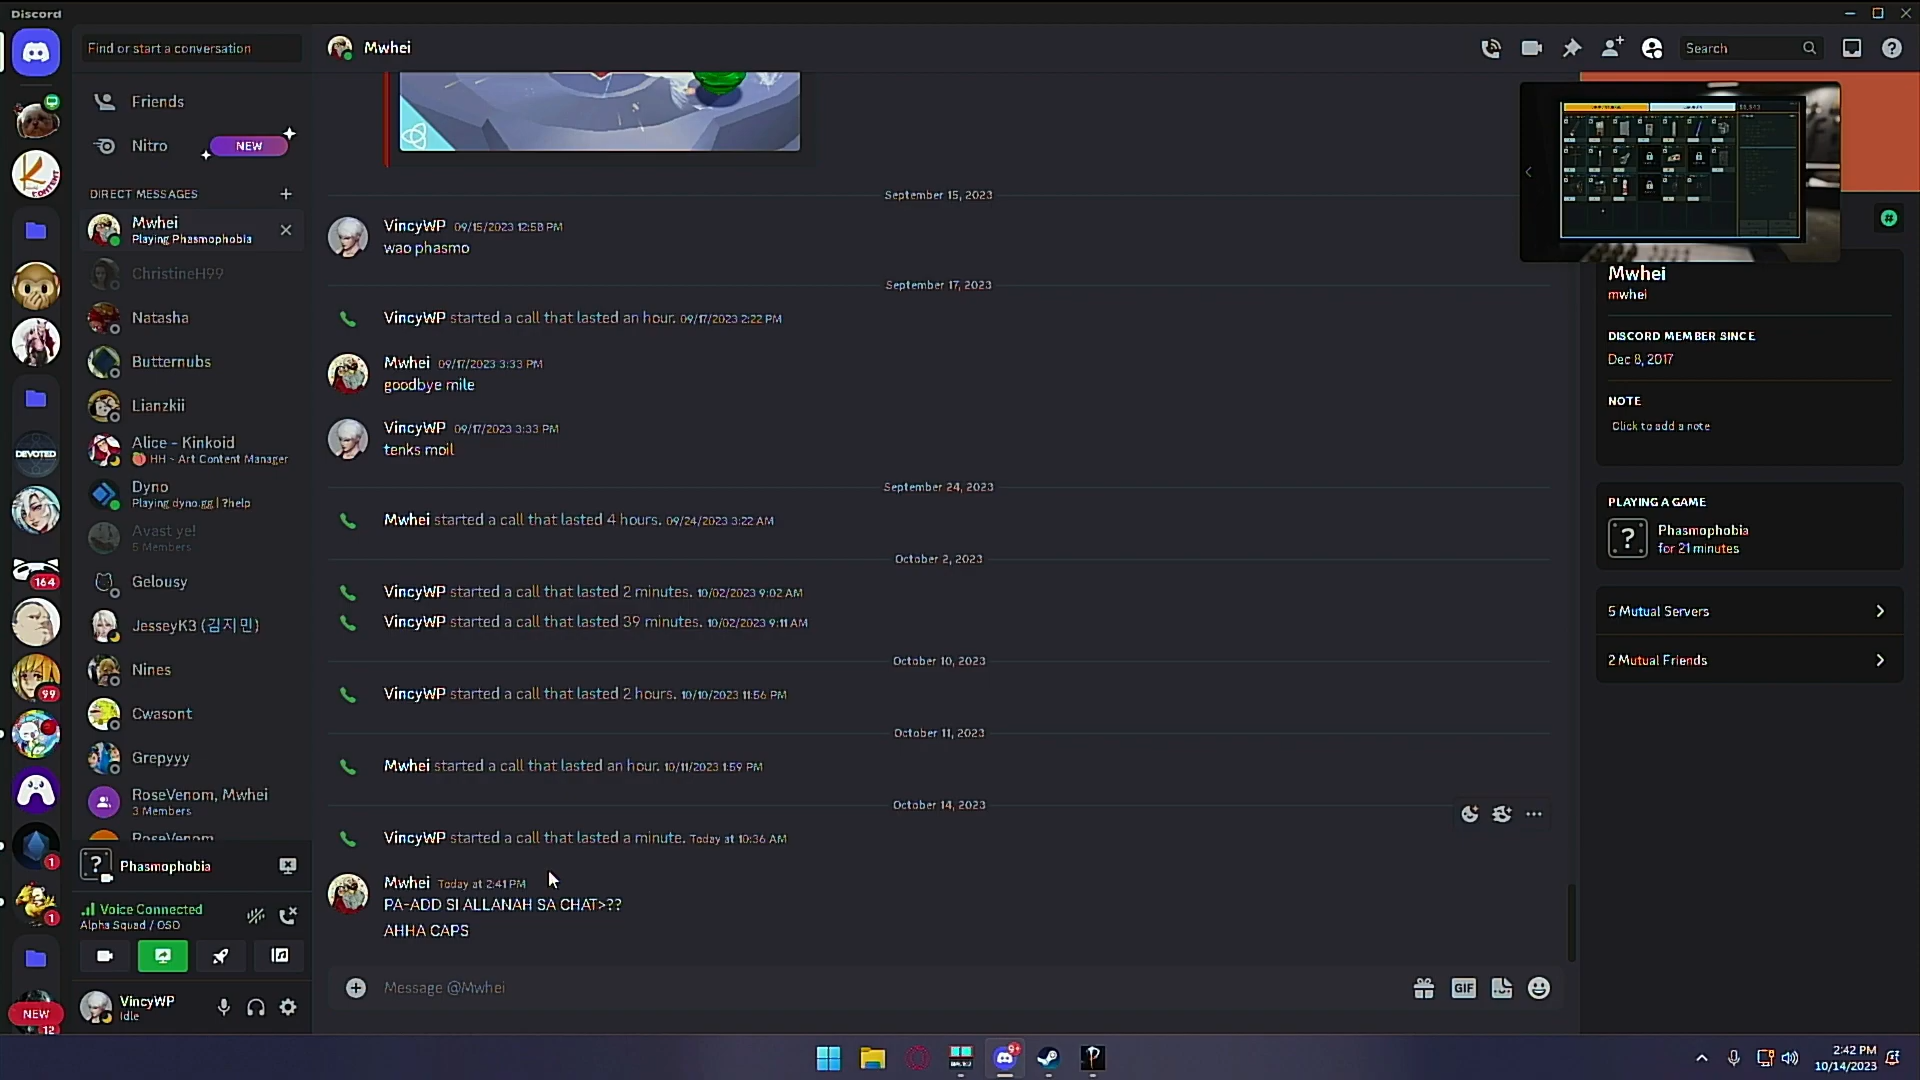 Discord
Find or start a conversation
Friends
Nitro
NEW
DIRECT MESSAGES
Mwhei
Playing Phasmophobia
ChristineH99
Natasha
Butternubs
Lianzkii
Alice - Kinkoid
HH ~ Art Content Manager
Dyno
Playing dyno.gg | ?help
Avast ye!
5 Members
Gelousy
JesseyK3 (김지민)
Nines
Cwasont
Grepyyy
RoseVenom, Mwhei
3 Members
RoseVenom
CONTENT
DEVOTED
164
99
1
1
NEW
12
Phasmophobia
Voice Connected
Alpha Squad / OSD
VincyWP
Idle
Mwhei
Search
September 15, 2023
VincyWP 09/15/2023 12:58 PM
wao phasmo
September 17, 2023
VincyWP started a call that lasted an hour. 09/17/2023 2:22 PM
Mwhei 09/17/2023 3:33 PM
goodbye mile
VincyWP 09/17/2023 3:33 PM
tenks moil
September 24, 2023
Mwhei started a call that lasted 4 hours. 09/24/2023 3:22 AM
October 2, 2023
VincyWP started a call that lasted 2 minutes. 10/02/2023 9:02 AM
VincyWP started a call that lasted 39 minutes. 10/02/2023 9:11 AM
October 10, 2023
VincyWP started a call that lasted 2 hours. 10/10/2023 11:56 PM
October 11, 2023
Mwhei started a call that lasted an hour. 10/11/2023 1:59 PM
October 14, 2023
VincyWP started a call that lasted a minute. Today at 10:36 AM
Mwhei Today at 2:41 PM
PA-ADD SI ALLANAH SA CHAT>??
AHHA CAPS
Message @Mwhei
GIF
Mwhei
mwhei
DISCORD MEMBER SINCE
Dec 8, 2017
NOTE
Click to add a note
PLAYING A GAME
Phasmophobia
for 21 minutes
5 Mutual Servers
2 Mutual Friends
9+
2:42 PM
10/14/2023